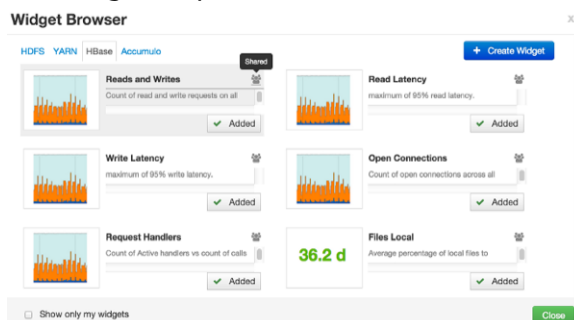 Widget Browser
x
HDFS YARN HBase Accumulo
+ Create Widget
Shared
Reads and Writes
Count of read and write requests on all
✔ Added
Read Latency
maximum of 95% read latency.
✔ Added
Write Latency
maximum of 95% write latency.
✔ Added
Open Connections
Count of open connections across all
✔ Added
Request Handlers
Count of Active handlers vs count of calls
✔ Added
36.2 d
Files Local
Average percentage of local files to
✔ Added
Show only my widgets
Close